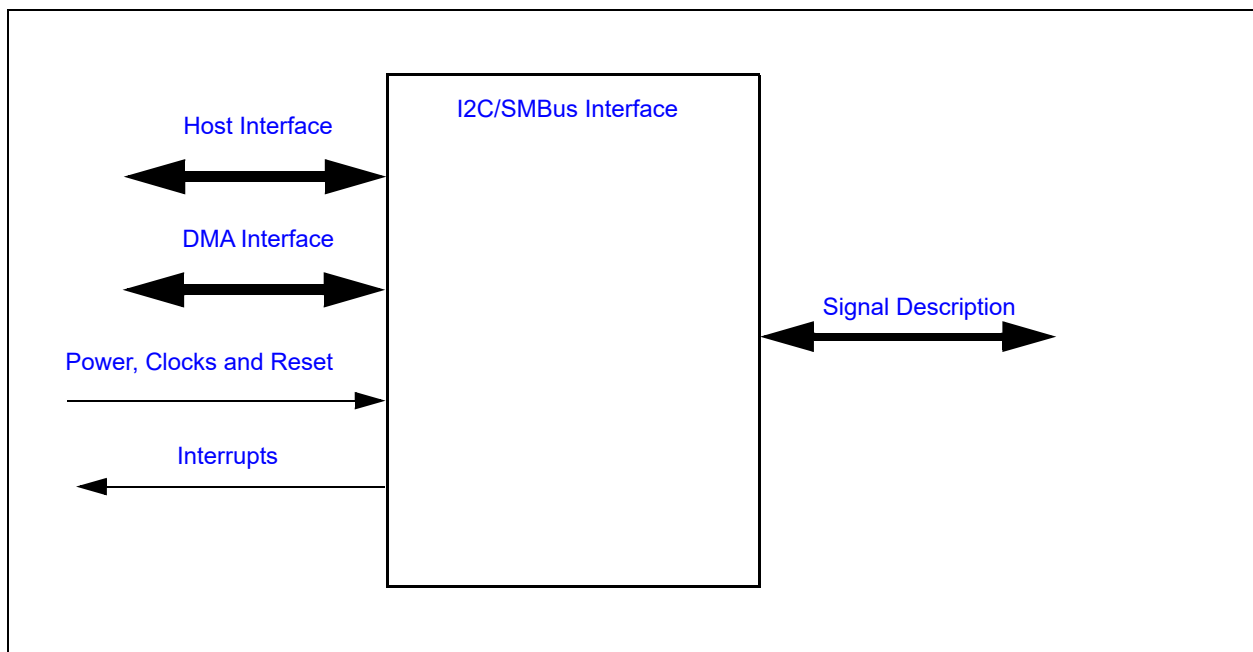 I2C/SMBus Interface
Host Interface
DMA Interface
Signal Description
Power, Clocks and Reset
Interrupts